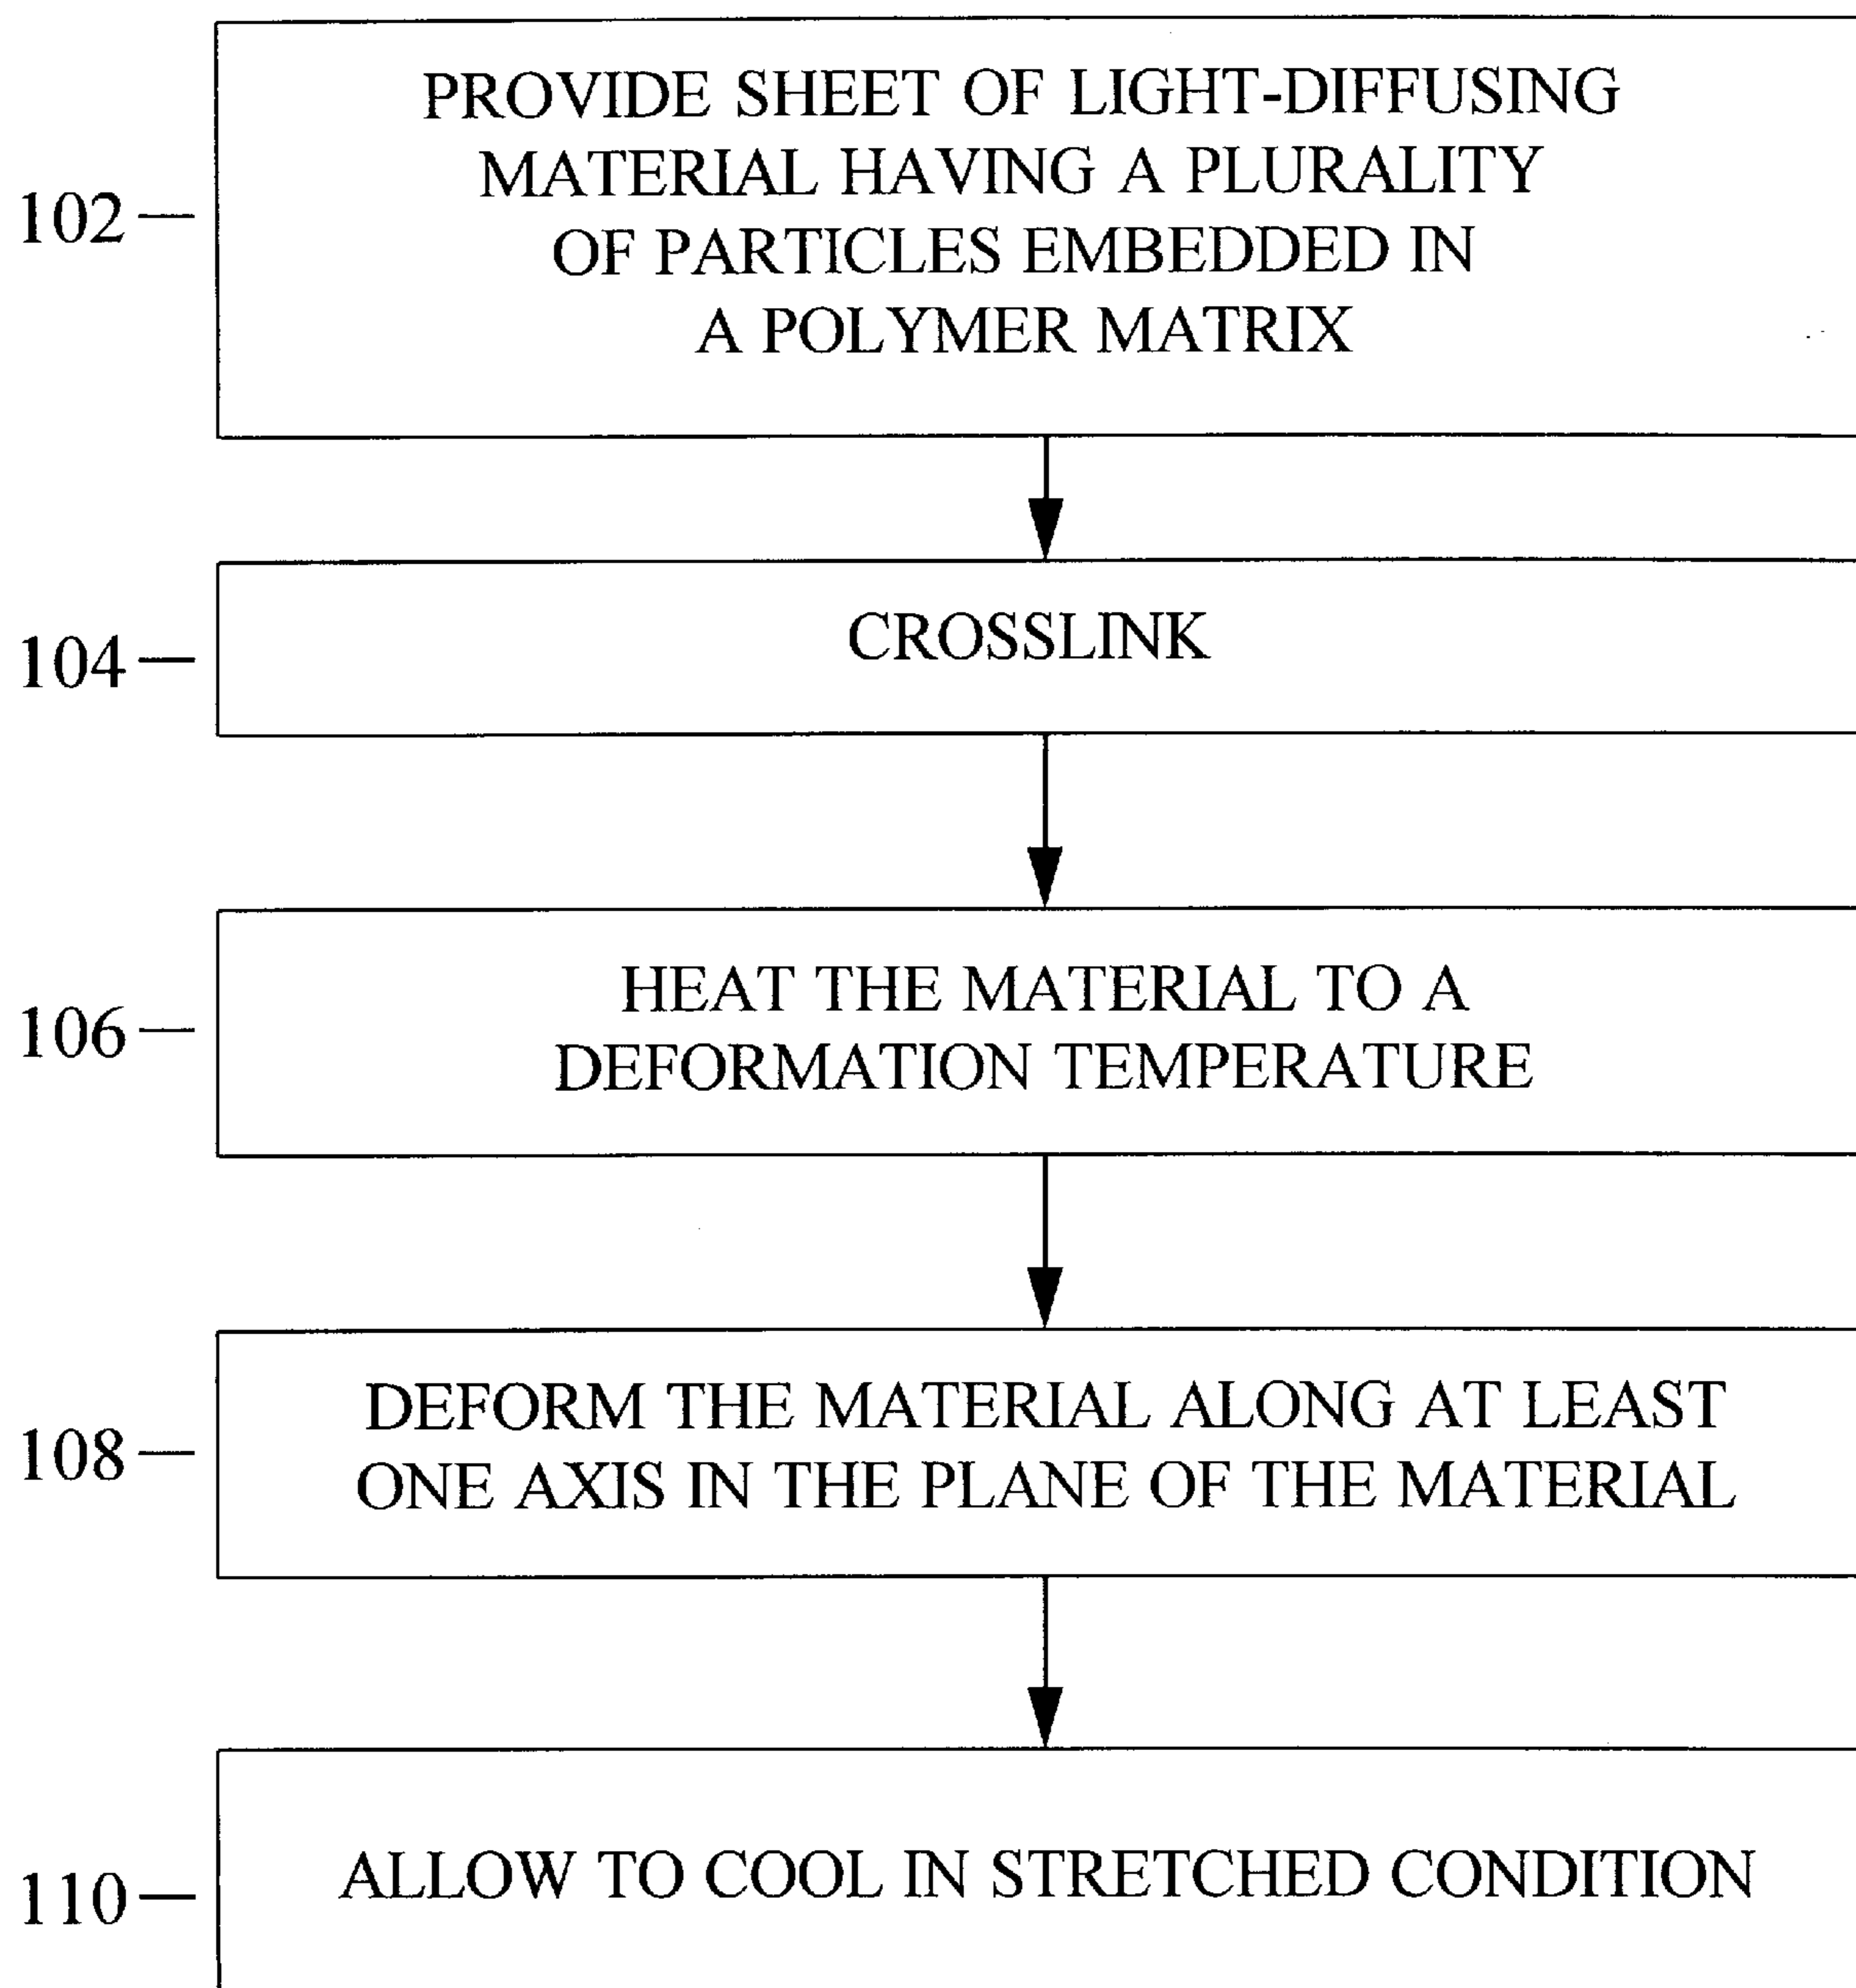 PROVIDE SHEET OF LIGHT-DIFFUSING
MATERIAL HAVING A PLURALITY
OF PARTICLES EMBEDDED IN
A POLYMER MATRIX
102
CROSSLINK
104
HEAT THE MATERIAL TO A
DEFORMATION TEMPERATURE
106
DEFORM THE MATERIAL ALONG AT LEAST
ONE AXIS IN THE PLANE OF THE MATERIAL
108
ALLOW TO COOL IN STRETCHED CONDITION
110